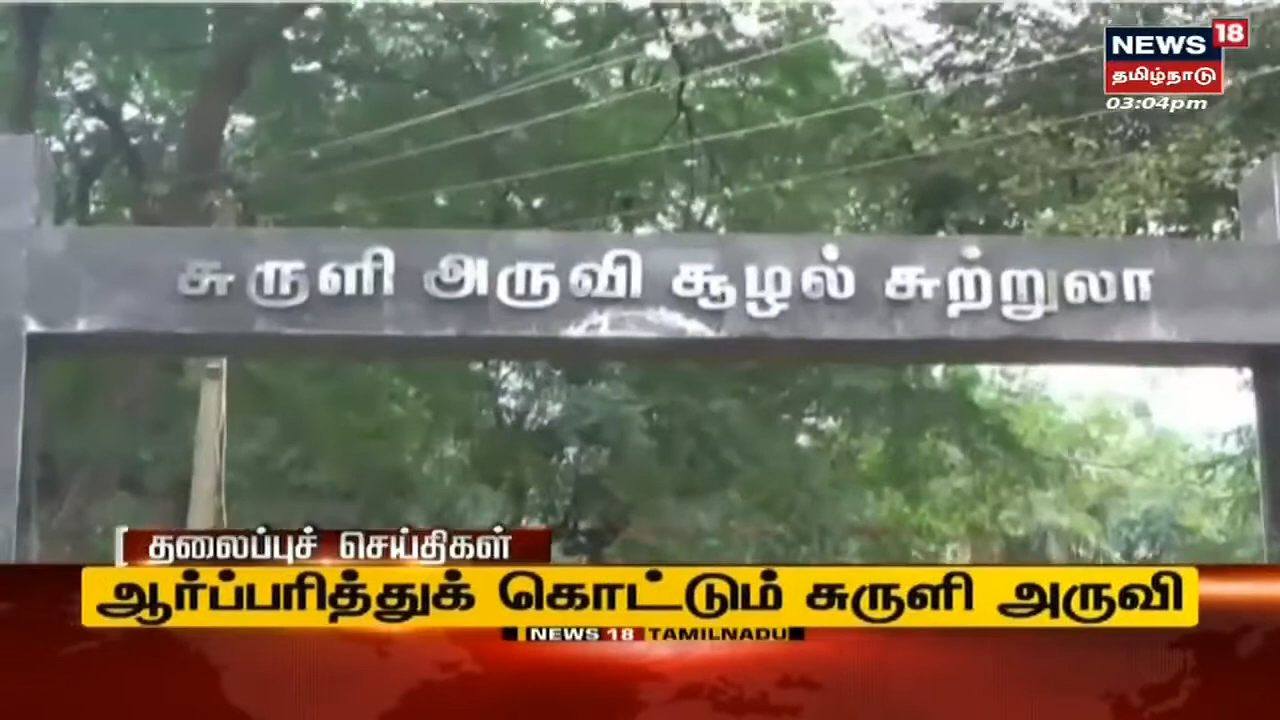 NEWS 18
தமிழ்நாடு
03:04pm
சுருளி அருவி சூழல் சுற்றுலா
தலைப்புச் செய்திகள்
ஆர்ப்பரித்துக் கொட்டும் சுருளி அருவி
NEWS 18 TAMILNADU